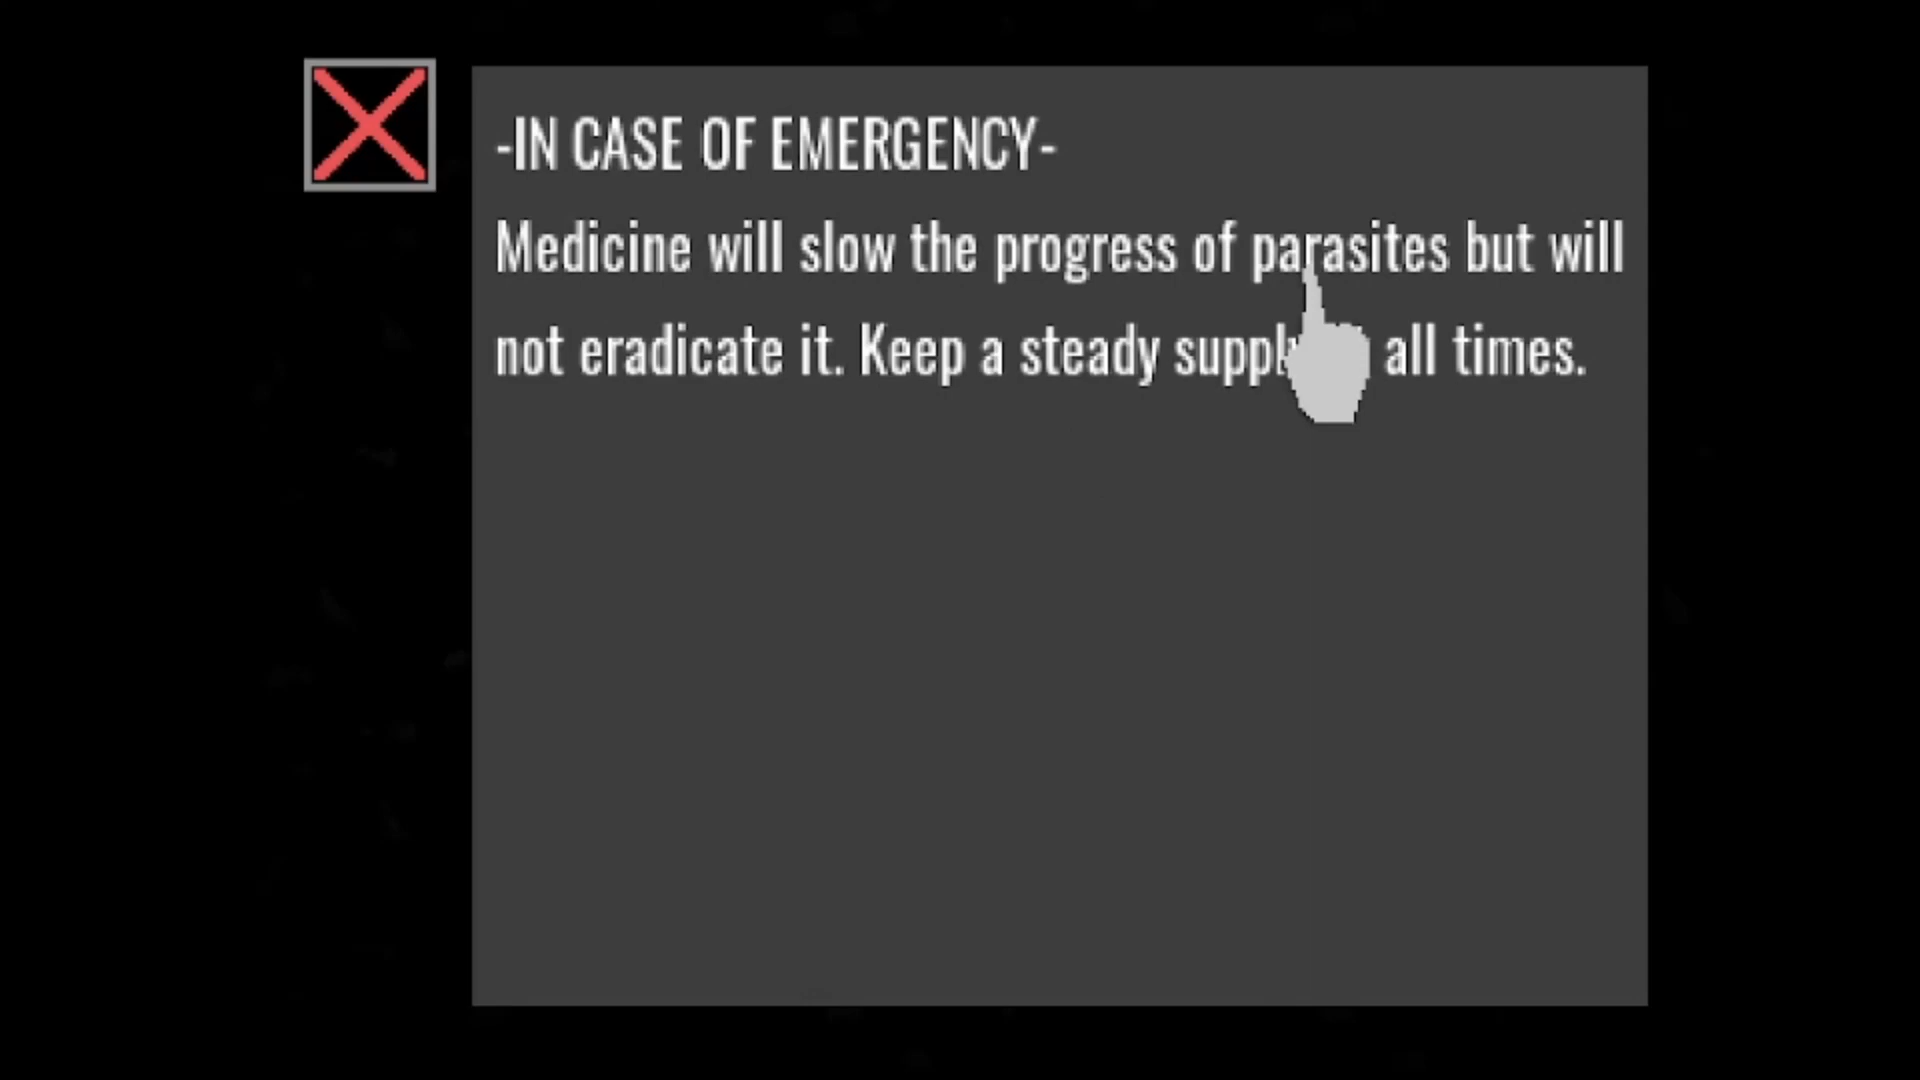 -IN CASE OF EMERGENCY-
Medicine will slow the progress of parasites but will
not eradicate it. Keep a steady supply all times.